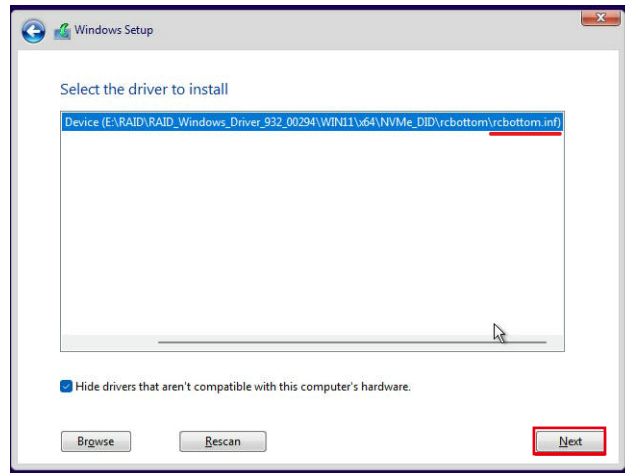 Windows Setup
Select the driver to install
Device (E:\RAID\RAID_Windows_Driver_932_00294\WIN11\x64\NVMe_DID\rcbottom\rcbottom.inf)
Hide drivers that aren't compatible with this computer's hardware.
Browse Rescan Next